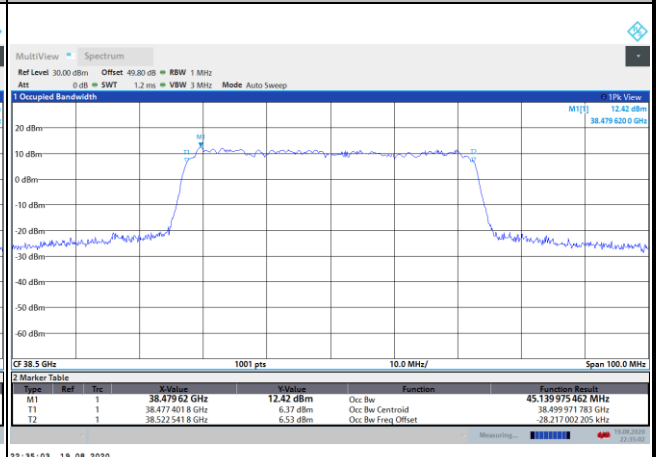 MultiView Spectrum
Ref Level 30.00 dBm Offset 49.80 dB RBW 1 MHz
Att 0 dB SWT 1.2 ms VBW 3 MHz Mode Auto Sweep
1 Occupied Bandwidth 1Pk View
M1[1] 12.42 dBm
38.479 620 0 GHz
20 dBm
M1
10 dBm
T1
T2
0 dBm
-10 dBm
-20 dBm
-30 dBm
-40 dBm
-50 dBm
-60 dBm
CF 38.5 GHz 1001 pts 10.0 MHz/ Span 100.0 MHz
2 Marker Table
Type Ref Trc X-Value Y-Value Function Function Result
M1 1 38.479 62 GHz 12.42 dBm Occ Bw 45.139 975 462 MHz
T1 1 38.477 401 8 GHz 6.37 dBm Occ Bw Centroid 38.499 971 783 GHz
T2 1 38.522 541 8 GHz 6.53 dBm Occ Bw Freq Offset -28.217 002 205 kHz
Measuring... 19.08.2020
22:35:02
22:35:03 19.08.2020